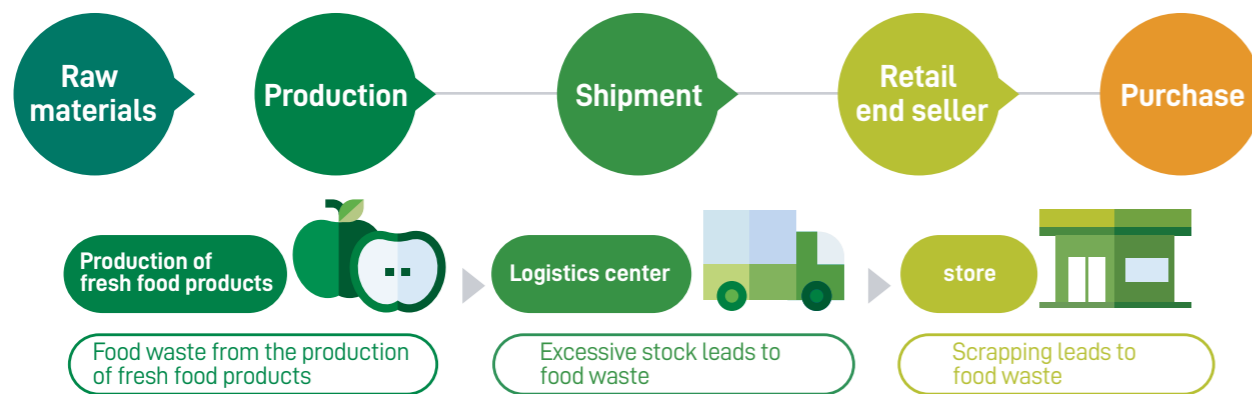 Raw
materials
Production
Shipment
Retail
end seller
Purchase
Production of
fresh food products
Logistics center
store
Food waste from the production
of fresh food products
Excessive stock leads to
food waste
Scrapping leads to
food waste